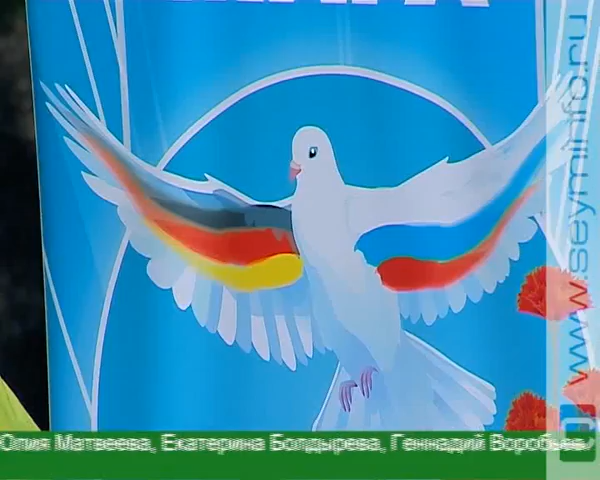 www.seyminfo.ru
Юлия Матвеева, Екатерина Болдырева, Геннадий Воробьев